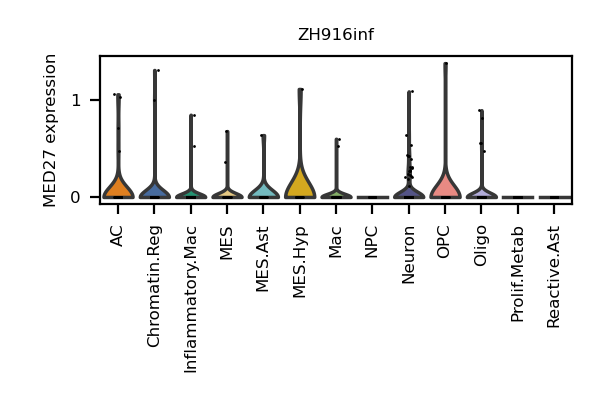 ZH916inf
MED27 expression
1
0
AC
Chromatin.Reg
Inflammatory.Mac
MES
MES.Ast
MES.Hyp
Mac
NPC
Neuron
OPC
Oligo
Prolif.Metab
Reactive.Ast